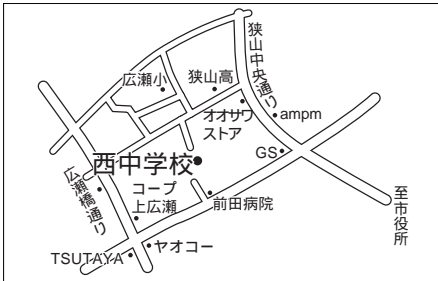 広瀬小
狭山高
狭山中央通り
オオサワ
ストア
ampm
GS
西中学校
広瀬橋通り
コープ
上広瀬
前田病院
至市役所
ヤオコー
TSUTAYA